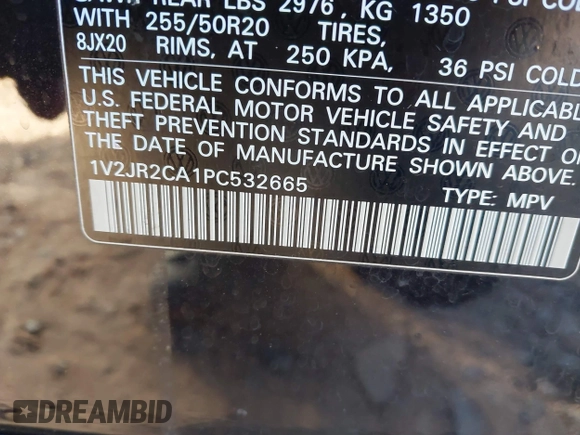 REAR LBS 2976, KG 1350
WITH 255/50R20 TIRES,
8JX20 RIMS, AT 250 KPA, 36 PSI COLD
THIS VEHICLE CONFORMS TO ALL APPLICABL
U.S. FEDERAL MOTOR VEHICLE SAFETY AND
THEFT PREVENTION STANDARDS IN EFFECT O
THE DATE OF MANUFACTURE SHOWN ABOVE.
1V2JR2CA1PC532665
TYPE: MPV
DREAMBID